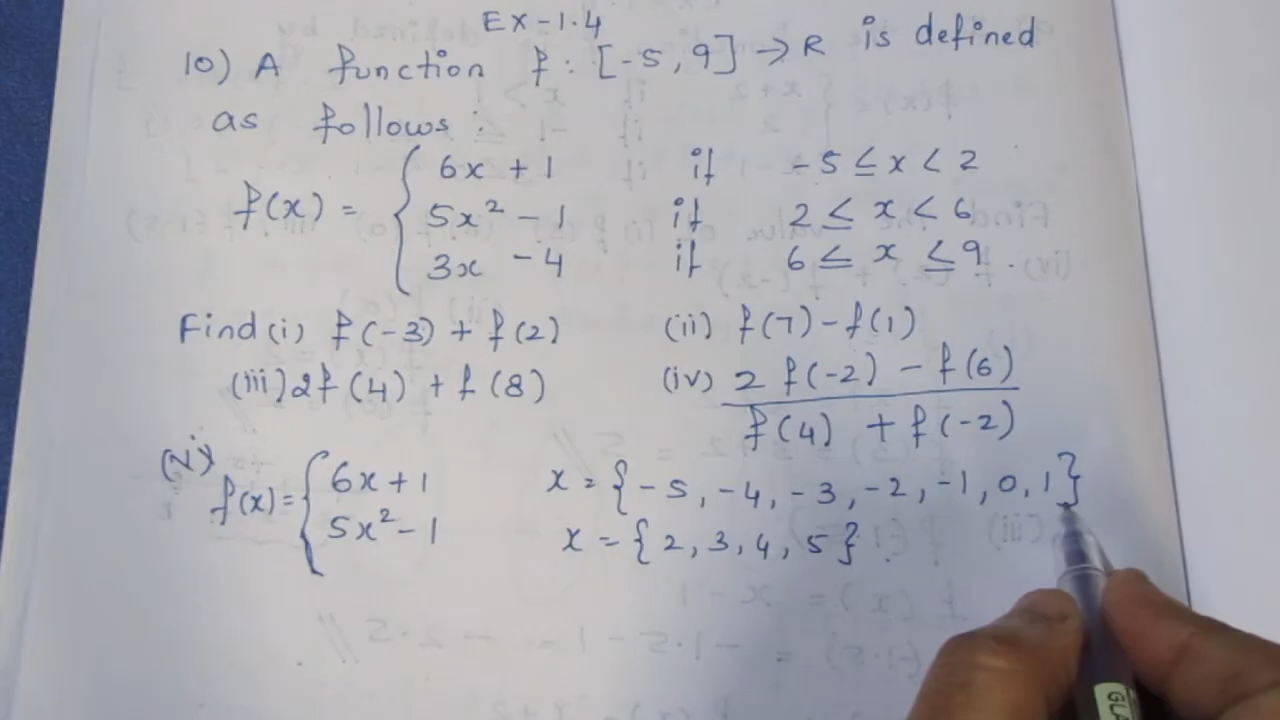 EX-1.4
10) A function f : [-5, 9] → R is defined
as follows :
f(x) = { 6x + 1 if -5 ≤ x < 2
5x² - 1 if 2 ≤ x < 6
3x - 4 if 6 ≤ x ≤ 9 .
Find (i) f(-3) + f(2) (ii) f(7) - f(1)
(iii) 2f(4) + f(8) (iv) 2 f(-2) - f(6) / f(4) + f(-2)
f(x) = { 6x + 1 x = {-5, -4, -3, -2, -1, 0, 1}
5x² - 1 x = {2, 3, 4, 5}
GLA